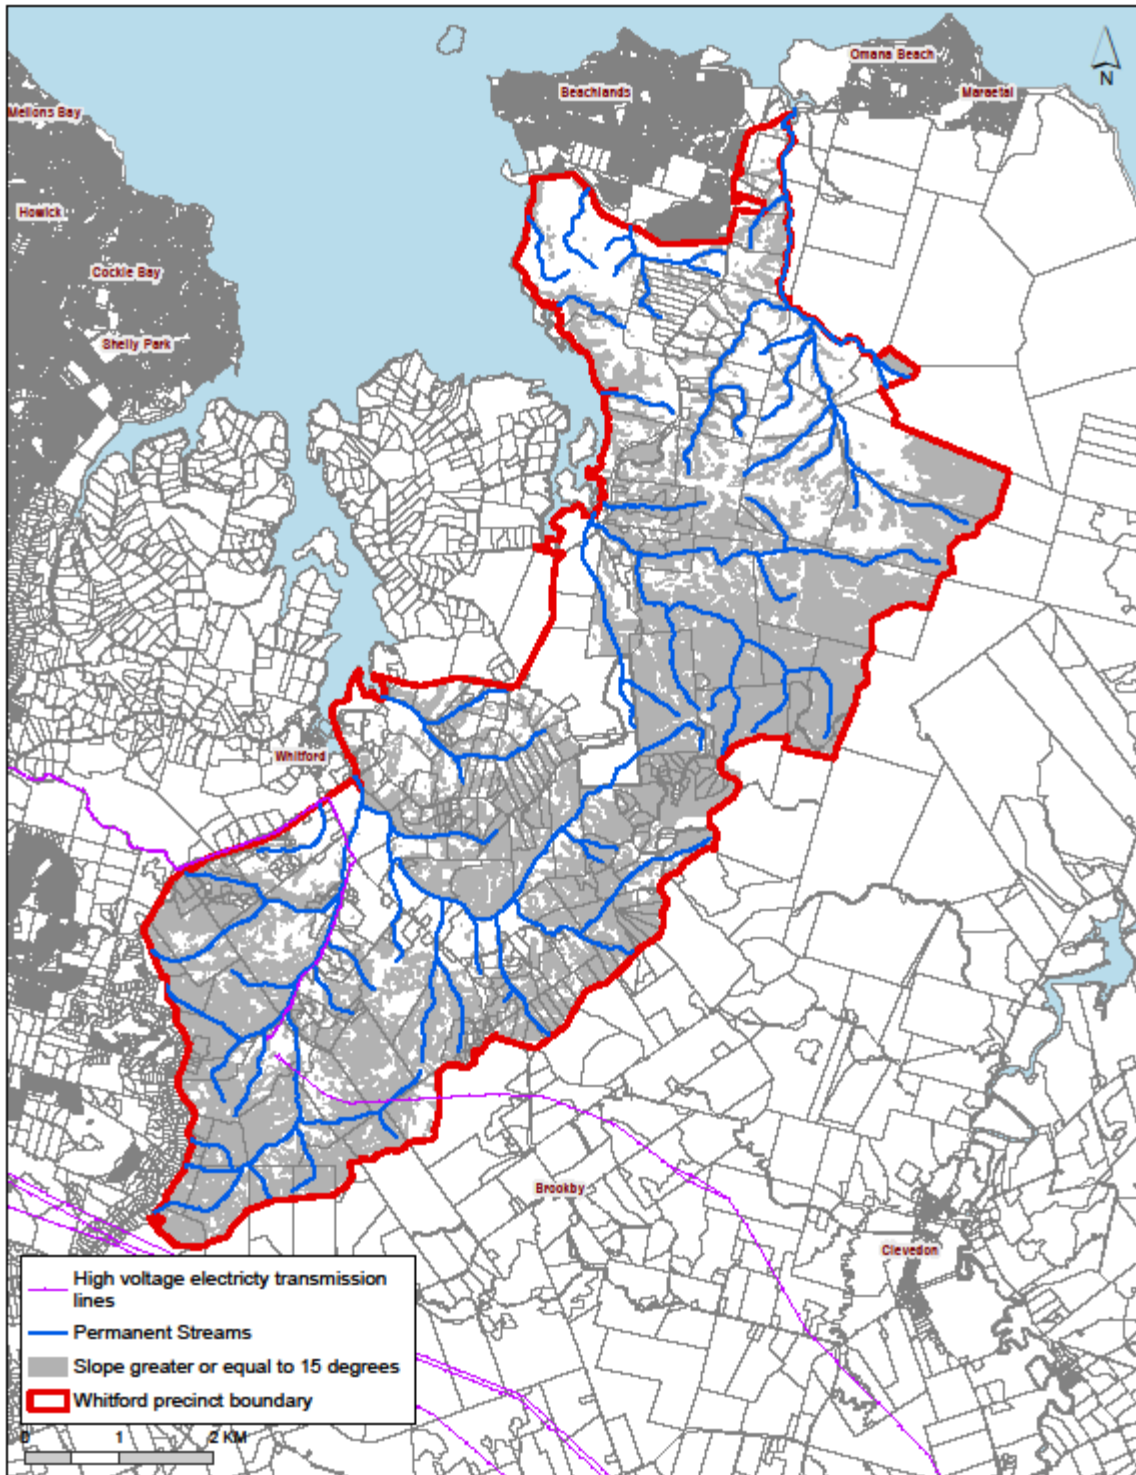 Omana Beach
Beachlands
N
Maraetai
Mellons Bay
Howick
Cockle Bay
Shelly Park
Whitford
Brookby
Clevedon
High voltage electricty transmission
lines
Permanent Streams
Slope greater or equal to 15 degrees
Whitford precinct boundary
0 1 2 KM